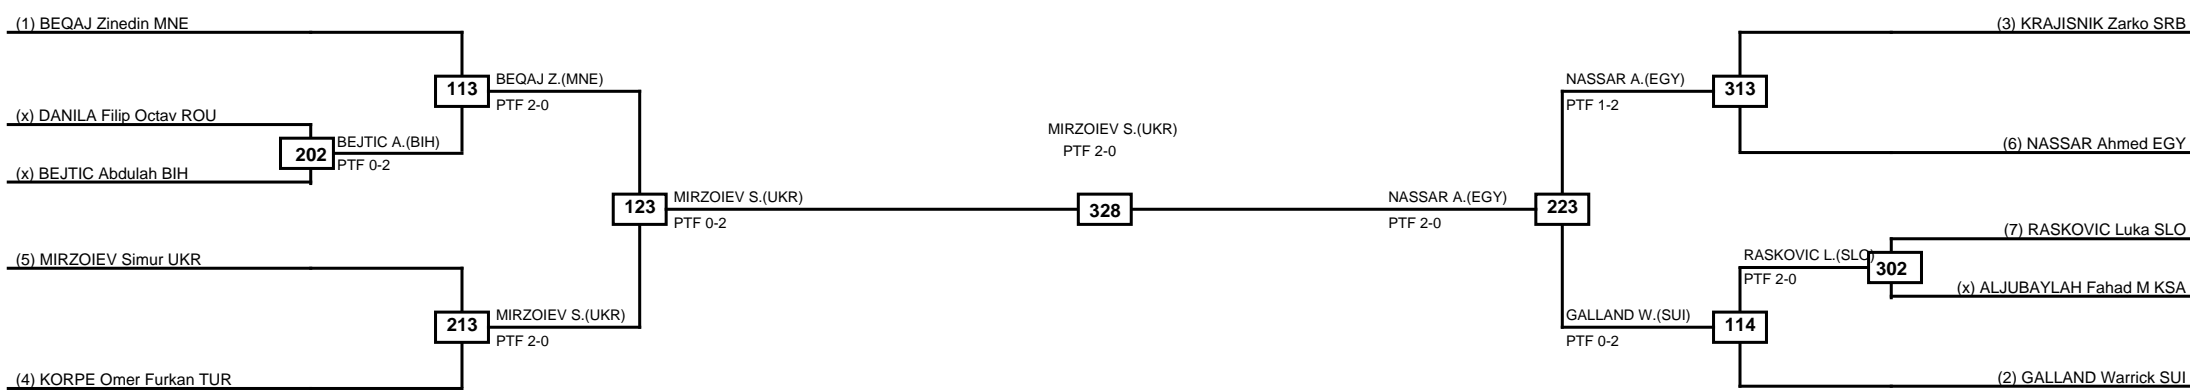 (1) BEQAJ Zinedin MNE
(3) KRAJISNIK Zarko SRB
113
BEQAJ Z.(MNE)
PTF 2-0
NASSAR A.(EGY)
PTF 1-2
313
(x) DANILA Filip Octav ROU
202
BEJTIC A.(BIH)
PTF 0-2
MIRZOIEV S.(UKR)
PTF 2-0
(6) NASSAR Ahmed EGY
(x) BEJTIC Abdulah BIH
123
MIRZOIEV S.(UKR)
PTF 0-2
328
NASSAR A.(EGY)
PTF 2-0
223
(7) RASKOVIC Luka SLO
(5) MIRZOIEV Simur UKR
RASKOVIC L.(SLO)
PTF 2-0
302
(x) ALJUBAYLAH Fahad M KSA
213
MIRZOIEV S.(UKR)
PTF 2-0
GALLAND W.(SUI)
PTF 0-2
114
(4) KORPE Omer Furkan TUR
(2) GALLAND Warrick SUI